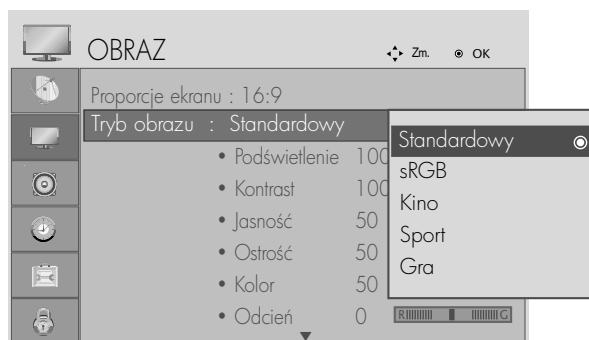 OBRAZ Zm. OK
Proporcje ekranu : 16:9
Tryb obrazu : Standardowy
• Podświetlenie 100
• Kontrast 100
• Jasność 50
• Ostrość 50
• Kolor 50
• Odcień 0 R G
Standardowy
sRGB
Kino
Sport
Gra